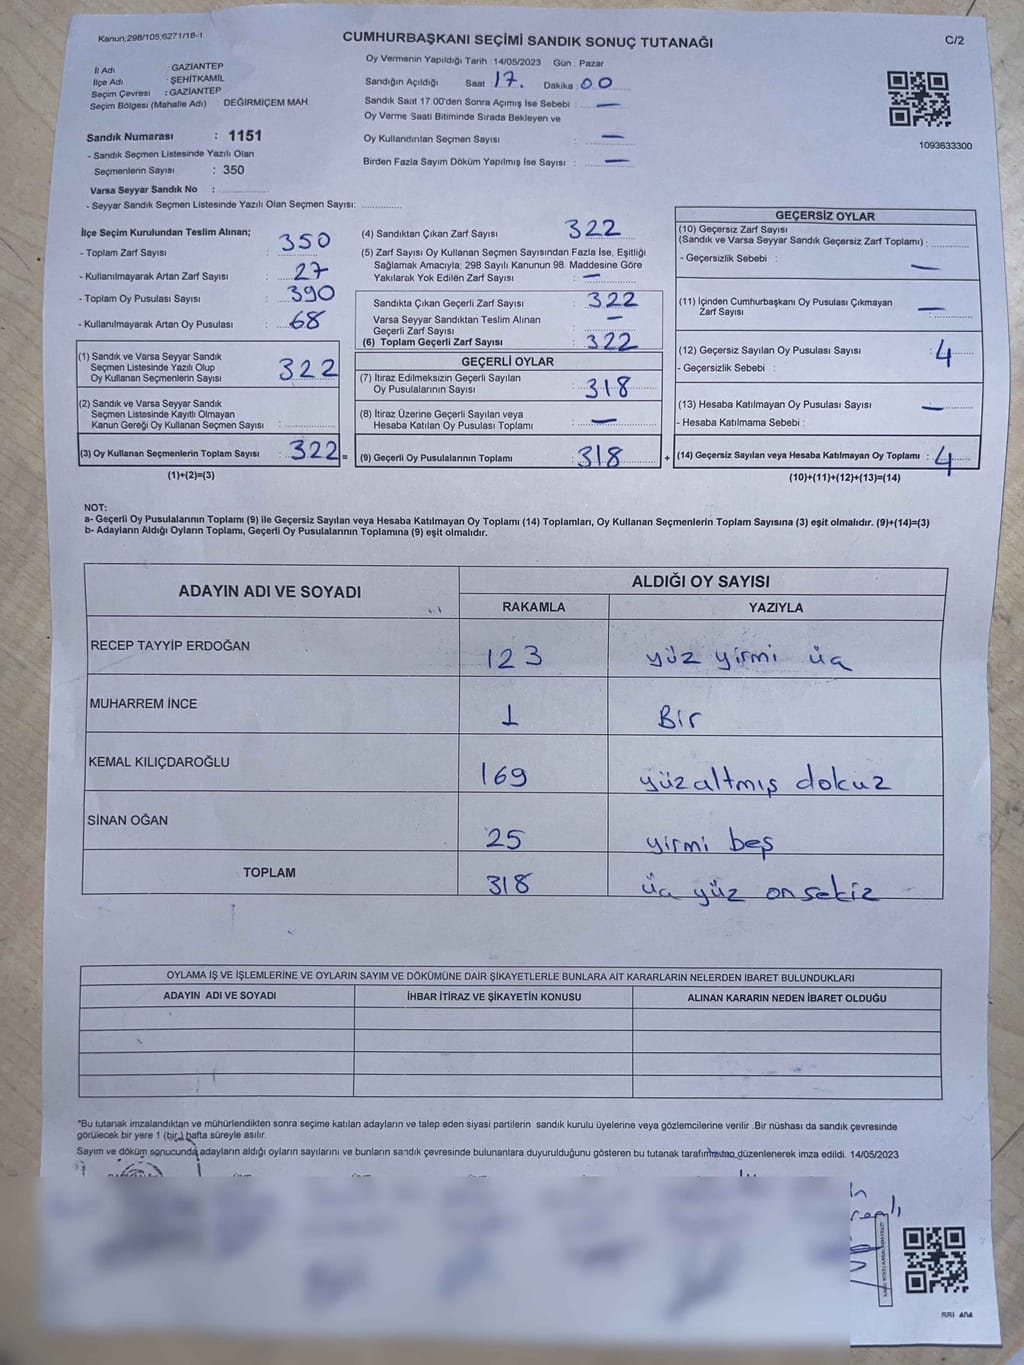 Kanun;298/105;6271/18-1
CUMHURBAŞKANI SEÇİMİ SANDIK SONUÇ TUTANAĞI
C/2
İl Adı : GAZİANTEP
İlçe Adı : ŞEHİTKAMİL
Seçim Çevresi : GAZİANTEP
Seçim Bölgesi (Mahalle Adı) : DEĞİRMİÇEM MAH.
Sandık Numarası : 1151
- Sandık Seçmen Listesinde Yazılı Olan
Seçmenlerin Sayısı : 350
Varsa Seyyar Sandık No :
- Seyyar Sandık Seçmen Listesinde Yazılı Olan Seçmen Sayısı:
Oy Vermenin Yapıldığı Tarih : 14/05/2023 Gün : Pazar
Sandığın Açıldığı Saat 17. Dakika : 00
Sandık Saat 17.00'den Sonra Açımış İse Sebebi : —
Oy Verme Saati Bitiminde Sırada Bekleyen ve
Oy Kullandırılan Seçmen Sayısı : —
Birden Fazla Sayım Döküm Yapılmış İse Sayısı : —
1093633300
İlçe Seçim Kurulundan Teslim Alınan;
- Toplam Zarf Sayısı : 350
- Kullanılmayarak Artan Zarf Sayısı : 27
- Toplam Oy Pusulası Sayısı : 390
- Kullanılmayarak Artan Oy Pusulası : 68
(1) Sandık ve Varsa Seyyar Sandık
Seçmen Listesinde Yazılı Olup
Oy Kullanan Seçmenlerin Sayısı : 322
(2) Sandık ve Varsa Seyyar Sandık
Seçmen Listesinde Kayıtlı Olmayan
Kanun Gereği Oy Kullanan Seçmen Sayısı :
(3) Oy Kullanan Seçmenlerin Toplam Sayısı : 322 =
(1)+(2)=(3)
(4) Sandıktan Çıkan Zarf Sayısı 322
(5) Zarf Sayısı Oy Kullanan Seçmen Sayısından Fazla İse, Eşitliği
Sağlamak Amacıyla; 298 Sayılı Kanunun 98. Maddesine Göre
Yakılarak Yok Edilen Zarf Sayısı : —
Sandıkta Çıkan Geçerli Zarf Sayısı : 322
Varsa Seyyar Sandıktan Teslim Alınan
Geçerli Zarf Sayısı : —
(6) Toplam Geçerli Zarf Sayısı : 322
GEÇERLİ OYLAR
(7) İtiraz Edilmeksizin Geçerli Sayılan
Oy Pusulalarının Sayısı : 318
(8) İtiraz Üzerine Geçerli Sayılan veya
Hesaba Katılan Oy Pusulası Toplamı : —
(9) Geçerli Oy Pusulalarının Toplamı : 318 +
GEÇERSİZ OYLAR
(10) Geçersiz Zarf Sayısı
(Sandık ve Varsa Seyyar Sandık Geçersiz Zarf Toplamı) :
- Geçersizlik Sebebi : —
(11) İçinden Cumhurbaşkanı Oy Pusulası Çıkmayan
Zarf Sayısı : —
(12) Geçersiz Sayılan Oy Pusulası Sayısı : 4
- Geçersizlik Sebebi :
(13) Hesaba Katılmayan Oy Pusulası Sayısı : —
- Hesaba Katılmama Sebebi :
(14) Geçersiz Sayılan veya Hesaba Katılmayan Oy Toplamı : 4
(10)+(11)+(12)+(13)=(14)
NOT:
a- Geçerli Oy Pusulalarının Toplamı (9) ile Geçersiz Sayılan veya Hesaba Katılmayan Oy Toplamı (14) Toplamları, Oy Kullanan Seçmenlerin Toplam Sayısına (3) eşit olmalıdır. (9)+(14)=(3)
b- Adayların Aldığı Oyların Toplamı, Geçerli Oy Pusulalarının Toplamına (9) eşit olmalıdır.
ADAYIN ADI VE SOYADI
ALDIĞI OY SAYISI
RAKAMLA YAZIYLA
RECEP TAYYİP ERDOĞAN 123 yüz yirmi üç
MUHARREM İNCE 1 Bir
KEMAL KILIÇDAROĞLU 169 yüzaltmış dokuz
SİNAN OĞAN 25 yirmi beş
TOPLAM 318 üç yüz onsekiz
OYLAMA İŞ VE İŞLEMLERİNE VE OYLARIN SAYIM VE DÖKÜMÜNE DAİR ŞİKAYETLERLE BUNLARA AİT KARARLARIN NELERDEN İBARET BULUNDUKLARI
ADAYIN ADI VE SOYADI İHBAR İTİRAZ VE ŞİKAYETİN KONUSU ALINAN KARARIN NEDEN İBARET OLDUĞU
"Bu tutanak imzalandıktan ve mühürlendikten sonra seçime katılan adayların ve talep eden siyasi partilerin sandık kurulu üyelerine veya gözlemcilerine verilir .Bir nüshası da sandık çevresinde
görülecek bir yere 1 (bir ) hafta süreyle asılır.
Sayım ve döküm sonucunda adayların aldığı oyların sayılarını ve bunların sandık çevresinde bulunanlara duyurulduğunu gösteren bu tutanak tarafımızdan düzenlenerek imza edildi. 14/05/2023